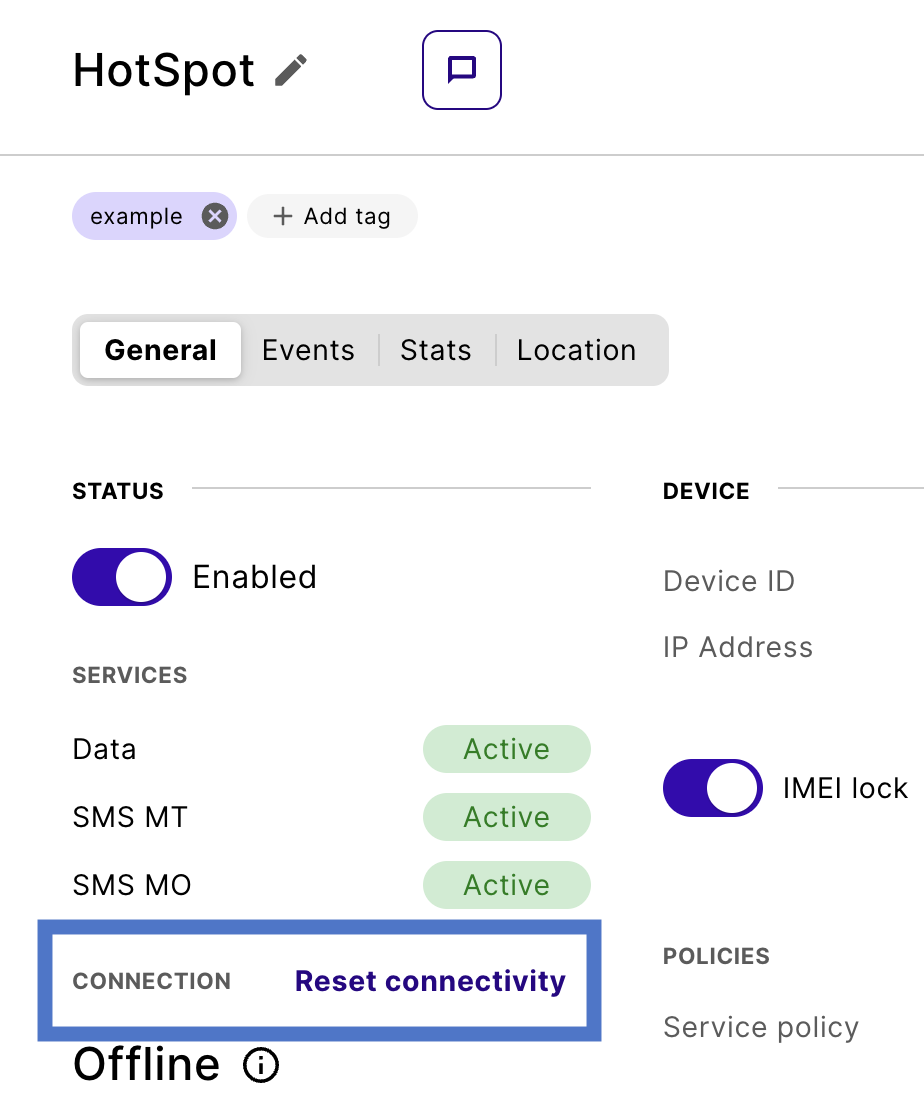 HotSpot
example
Add tag
General Events Stats Location
STATUS
Enabled
SERVICES
Data Active
SMS MT Active
SMS MO Active
CONNECTION Reset connectivity
Offline
DEVICE
Device ID
IP Address
IMEI lock
POLICIES
Service policy